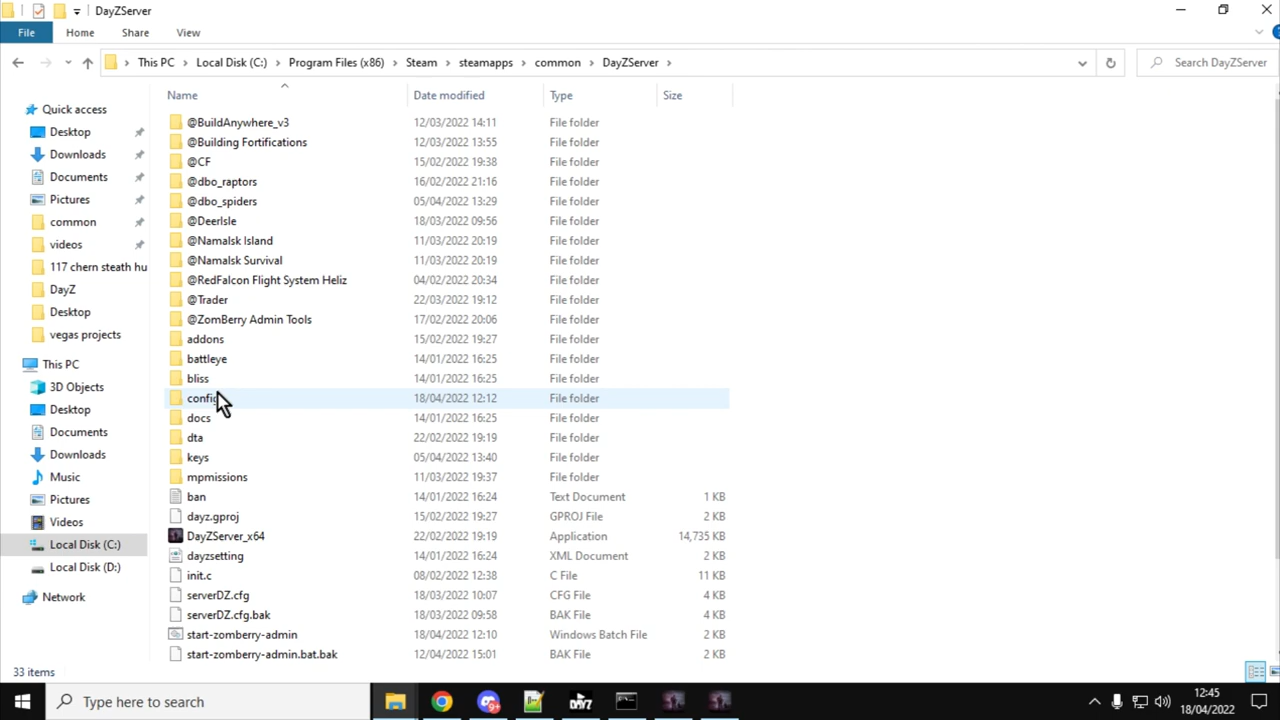 DayZServer
File Home Share View
This PC Local Disk (C:) Program Files (x86) Steam steamapps common DayZServer Search DayZServer
Name Date modified Type Size
Quick access
Desktop
Downloads
Documents
Pictures
common
videos
117 chern steath hu
DayZ
Desktop
vegas projects
This PC
3D Objects
Desktop
Documents
Downloads
Music
Pictures
Videos
Local Disk (C:)
Local Disk (D:)
Network
@BuildAnywhere_v3 12/03/2022 14:11 File folder
@Building Fortifications 12/03/2022 13:55 File folder
@CF 15/02/2022 19:38 File folder
@dbo_raptors 16/02/2022 21:16 File folder
@dbo_spiders 05/04/2022 13:29 File folder
@DeerIsle 18/03/2022 09:56 File folder
@Namalsk Island 11/03/2022 20:19 File folder
@Namalsk Survival 11/03/2022 20:19 File folder
@RedFalcon Flight System Heliz 04/02/2022 20:34 File folder
@Trader 22/03/2022 19:12 File folder
@ZomBerry Admin Tools 17/02/2022 20:06 File folder
addons 15/02/2022 19:27 File folder
battleye 14/01/2022 16:25 File folder
bliss 14/01/2022 16:25 File folder
config 18/04/2022 12:12 File folder
docs 14/01/2022 16:25 File folder
dta 22/02/2022 19:19 File folder
keys 05/04/2022 13:40 File folder
mpmissions 11/03/2022 19:37 File folder
ban 14/01/2022 16:24 Text Document 1 KB
dayz.gproj 15/02/2022 19:27 GPROJ File 2 KB
DayZServer_x64 22/02/2022 19:19 Application 14,735 KB
dayzsetting 14/01/2022 16:24 XML Document 2 KB
init.c 08/02/2022 12:38 C File 11 KB
serverDZ.cfg 18/03/2022 10:07 CFG File 4 KB
serverDZ.cfg.bak 18/03/2022 09:58 BAK File 4 KB
start-zomberry-admin 18/04/2022 12:10 Windows Batch File 2 KB
start-zomberry-admin.bat.bak 12/04/2022 15:01 BAK File 2 KB
33 items
Type here to search
DAYZ
12:45
18/04/2022